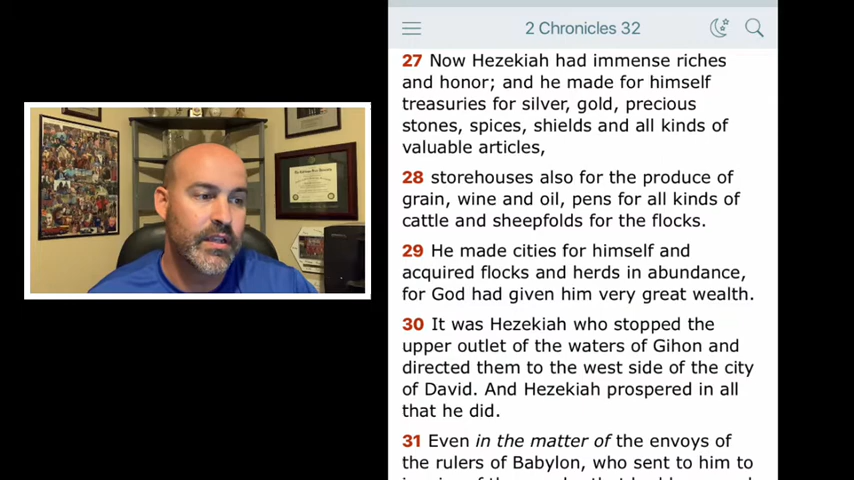 2 Chronicles 32
27 Now Hezekiah had immense riches
and honor; and he made for himself
treasuries for silver, gold, precious
stones, spices, shields and all kinds of
valuable articles,
28 storehouses also for the produce of
grain, wine and oil, pens for all kinds of
cattle and sheepfolds for the flocks.
29 He made cities for himself and
acquired flocks and herds in abundance,
for God had given him very great wealth.
30 It was Hezekiah who stopped the
upper outlet of the waters of Gihon and
directed them to the west side of the city
of David. And Hezekiah prospered in all
that he did.
31 Even in the matter of the envoys of
the rulers of Babylon, who sent to him to